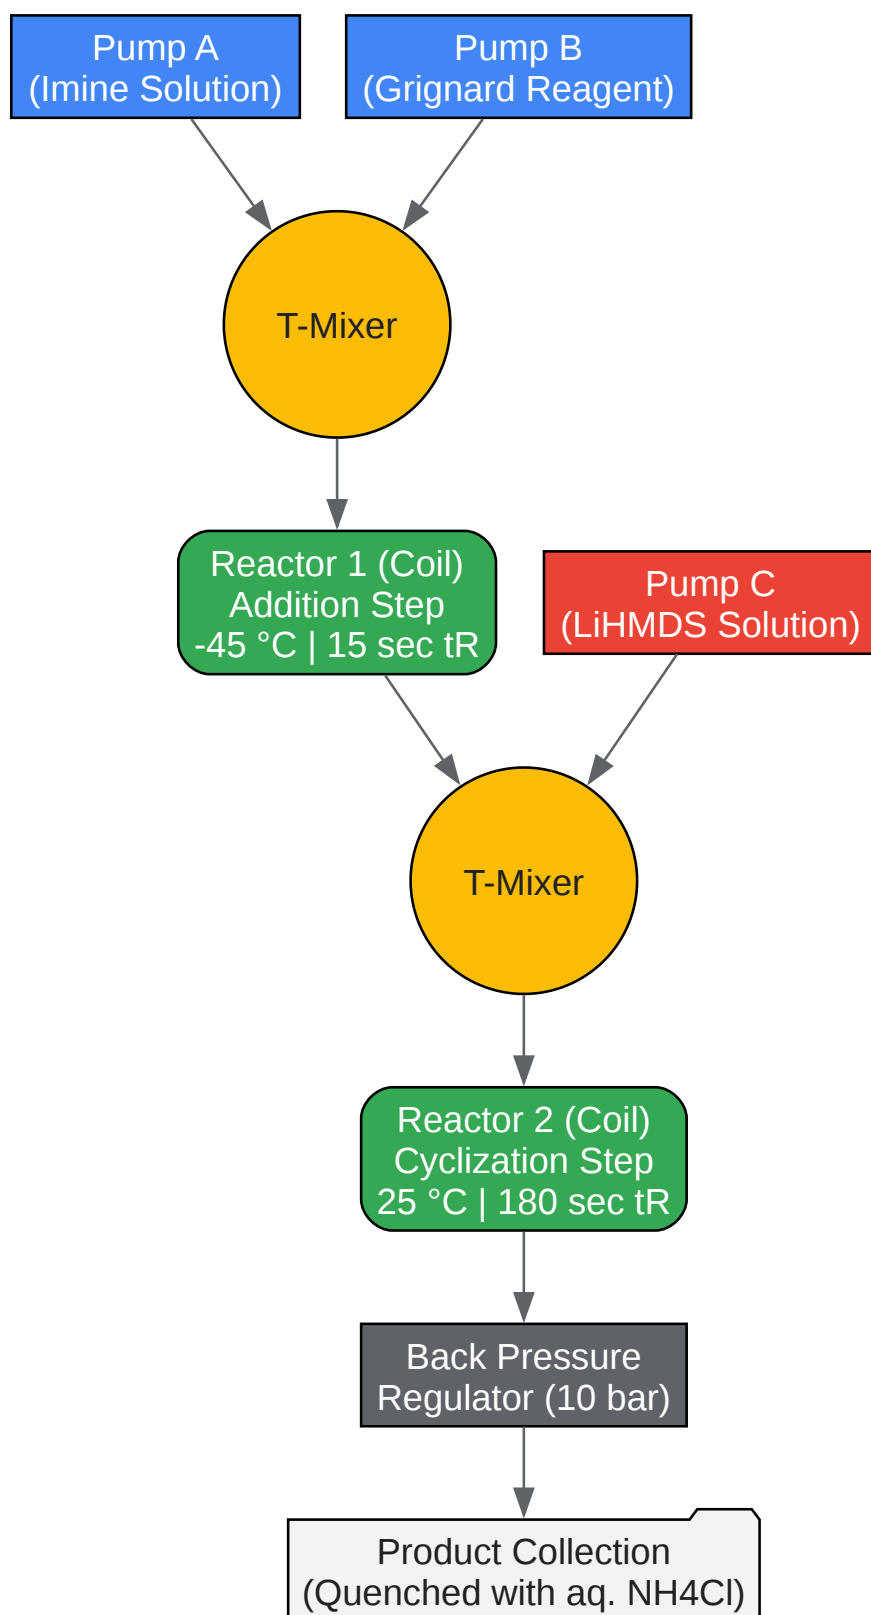 Pump A
(Imine Solution)
Pump B
(Grignard Reagent)
T-Mixer
Reactor 1 (Coil)
Addition Step
-45 °C | 15 sec tR
Pump C
(LiHMDS Solution)
T-Mixer
Reactor 2 (Coil)
Cyclization Step
25 °C | 180 sec tR
Back Pressure
Regulator (10 bar)
Product Collection
(Quenched with aq. NH4Cl)